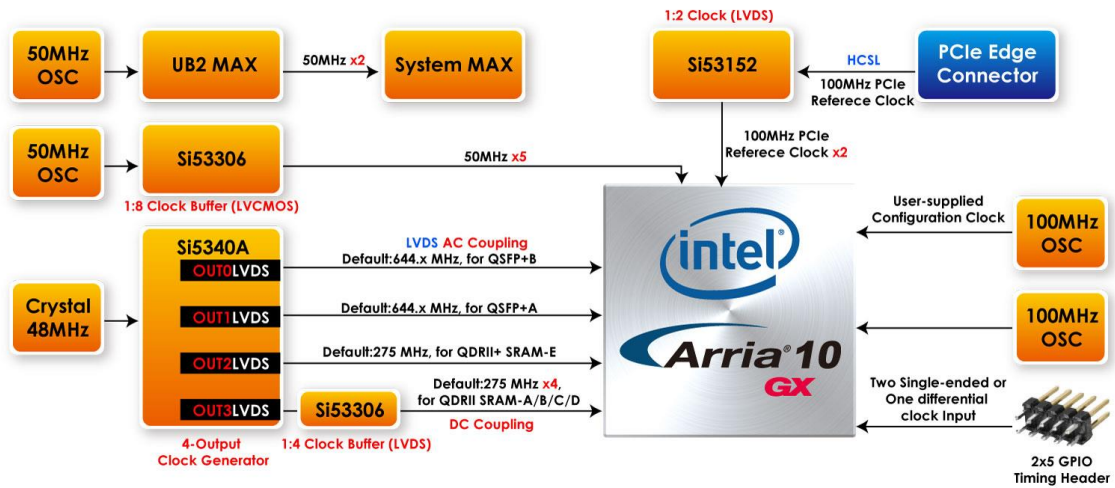 1:2 Clock (LVDS)
50MHz
OSC
UB2 MAX
50MHz x2
System MAX
Si53152
HCSL
100MHz PCIe
Referece Clock
PCIe Edge
Connector
50MHz
OSC
Si53306
50MHz x5
100MHz PCIe
Referece Clock x2
1:8 Clock Buffer (LVCMOS)
Si5340A
OUT0LVDS
LVDS AC Coupling
Default:644.x MHz, for QSFP+B
intel
User-supplied
Configuration Clock
100MHz
OSC
Crystal
48MHz
OUT1LVDS
Default:644.x MHz, for QSFP+A
100MHz
OSC
OUT2LVDS
Default:275 MHz, for QDRII+ SRAM-E
Arria® 10
GX
OUT3LVDS
Si53306
Default:275 MHz x4,
for QDRII SRAM-A/B/C/D
DC Coupling
Two Single-ended or
One differential
clock Input
4-Output
Clock Generator
1:4 Clock Buffer (LVDS)
2x5 GPIO
Timing Header